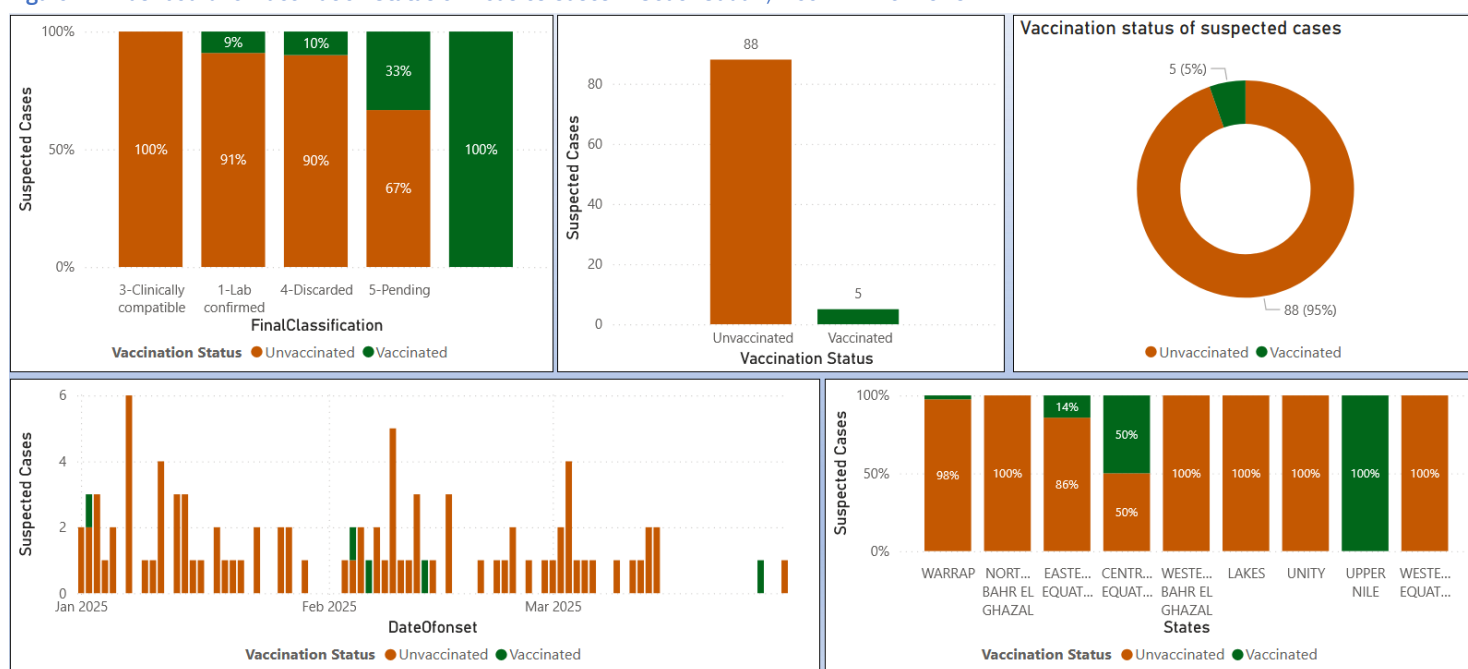 100%
50%
0%
Suspected Cases
100%
9%
91%
10%
90%
33%
67%
100%
3-Clinically compatible
1-Lab confirmed
4-Discarded
5-Pending
FinalClassification
Vaccination Status Unvaccinated Vaccinated
88
80
60
40
20
0
Suspected Cases
5
Unvaccinated
Vaccinated
Vaccination Status
Vaccination status of suspected cases
5 (5%)
88 (95%)
Unvaccinated Vaccinated
6
4
2
0
Suspected Cases
Jan 2025
Feb 2025
Mar 2025
DateOfonset
Vaccination Status Unvaccinated Vaccinated
100%
50%
0%
Suspected Cases
98%
100%
14%
86%
50%
50%
100%
100%
100%
100%
100%
WARRAP
NORT... BAHR EL GHAZAL
EASTE... EQUAT...
CENTR... EQUAT...
WESTE... BAHR EL GHAZAL
LAKES
UNITY
UPPER NILE
WESTE... EQUAT...
States
Vaccination Status Unvaccinated Vaccinated